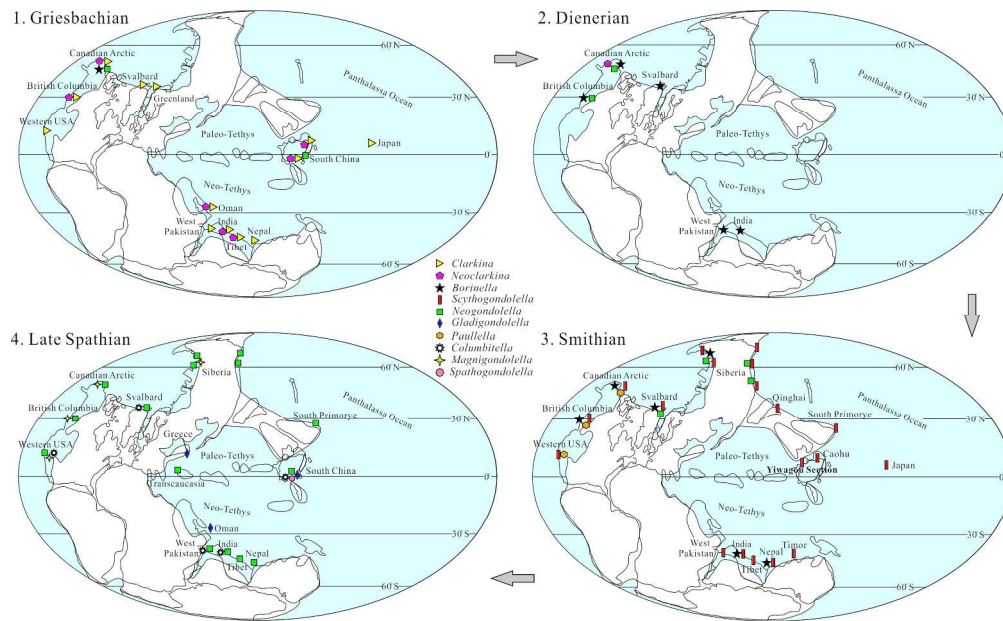 1. Griesbachian
Canadian Arctic
Svalbard
British Columbia
Greenland
Western USA
Paleo-Tethys
South China
Japan
Panthalassa Ocean
Neo-Tethys
Oman
West
Pakistan
India
Nepal
Tibet
60°N
30°N
0°
30°S
60°S
2. Dienerian
Canadian Arctic
Svalbard
British Columbia
Paleo-Tethys
Panthalassa Ocean
Neo-Tethys
West
Pakistan
India
60°N
30°N
0°
30°S
60°S
Clarkina
Neoclarkina
Borinella
Scythogondolella
Neogondolella
Gladigondolella
Paullella
Columbitella
Magnigondolella
Spathogondolella
4. Late Spathian
Siberia
Canadian Arctic
Svalbard
British Columbia
South Primorye
Western USA
Greece
Paleo-Tethys
South China
Transcaucasia
Panthalassa Ocean
Neo-Tethys
Oman
West
Pakistan
India
Nepal
Tibet
60°N
30°N
0°
30°S
60°S
3. Smithian
Siberia
Canadian Arctic
Svalbard
Qinghai
British Columbia
South Primorye
Western USA
Paleo-Tethys
Caohu
Yiwagou Section
Japan
Panthalassa Ocean
Neo-Tethys
West
Pakistan
India
Nepal
Timor
Tibet
60°N
30°N
0°
30°S
60°S